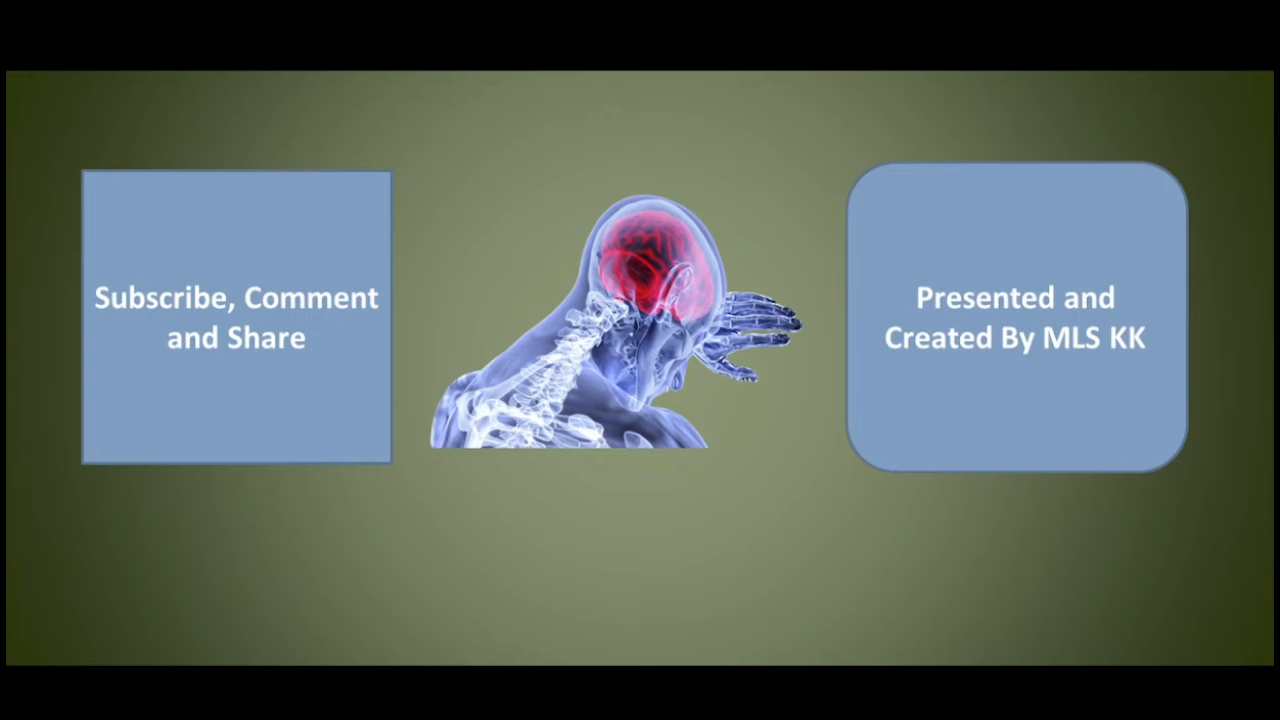 Subscribe, Comment
and Share
Presented and
Created By MLS KK